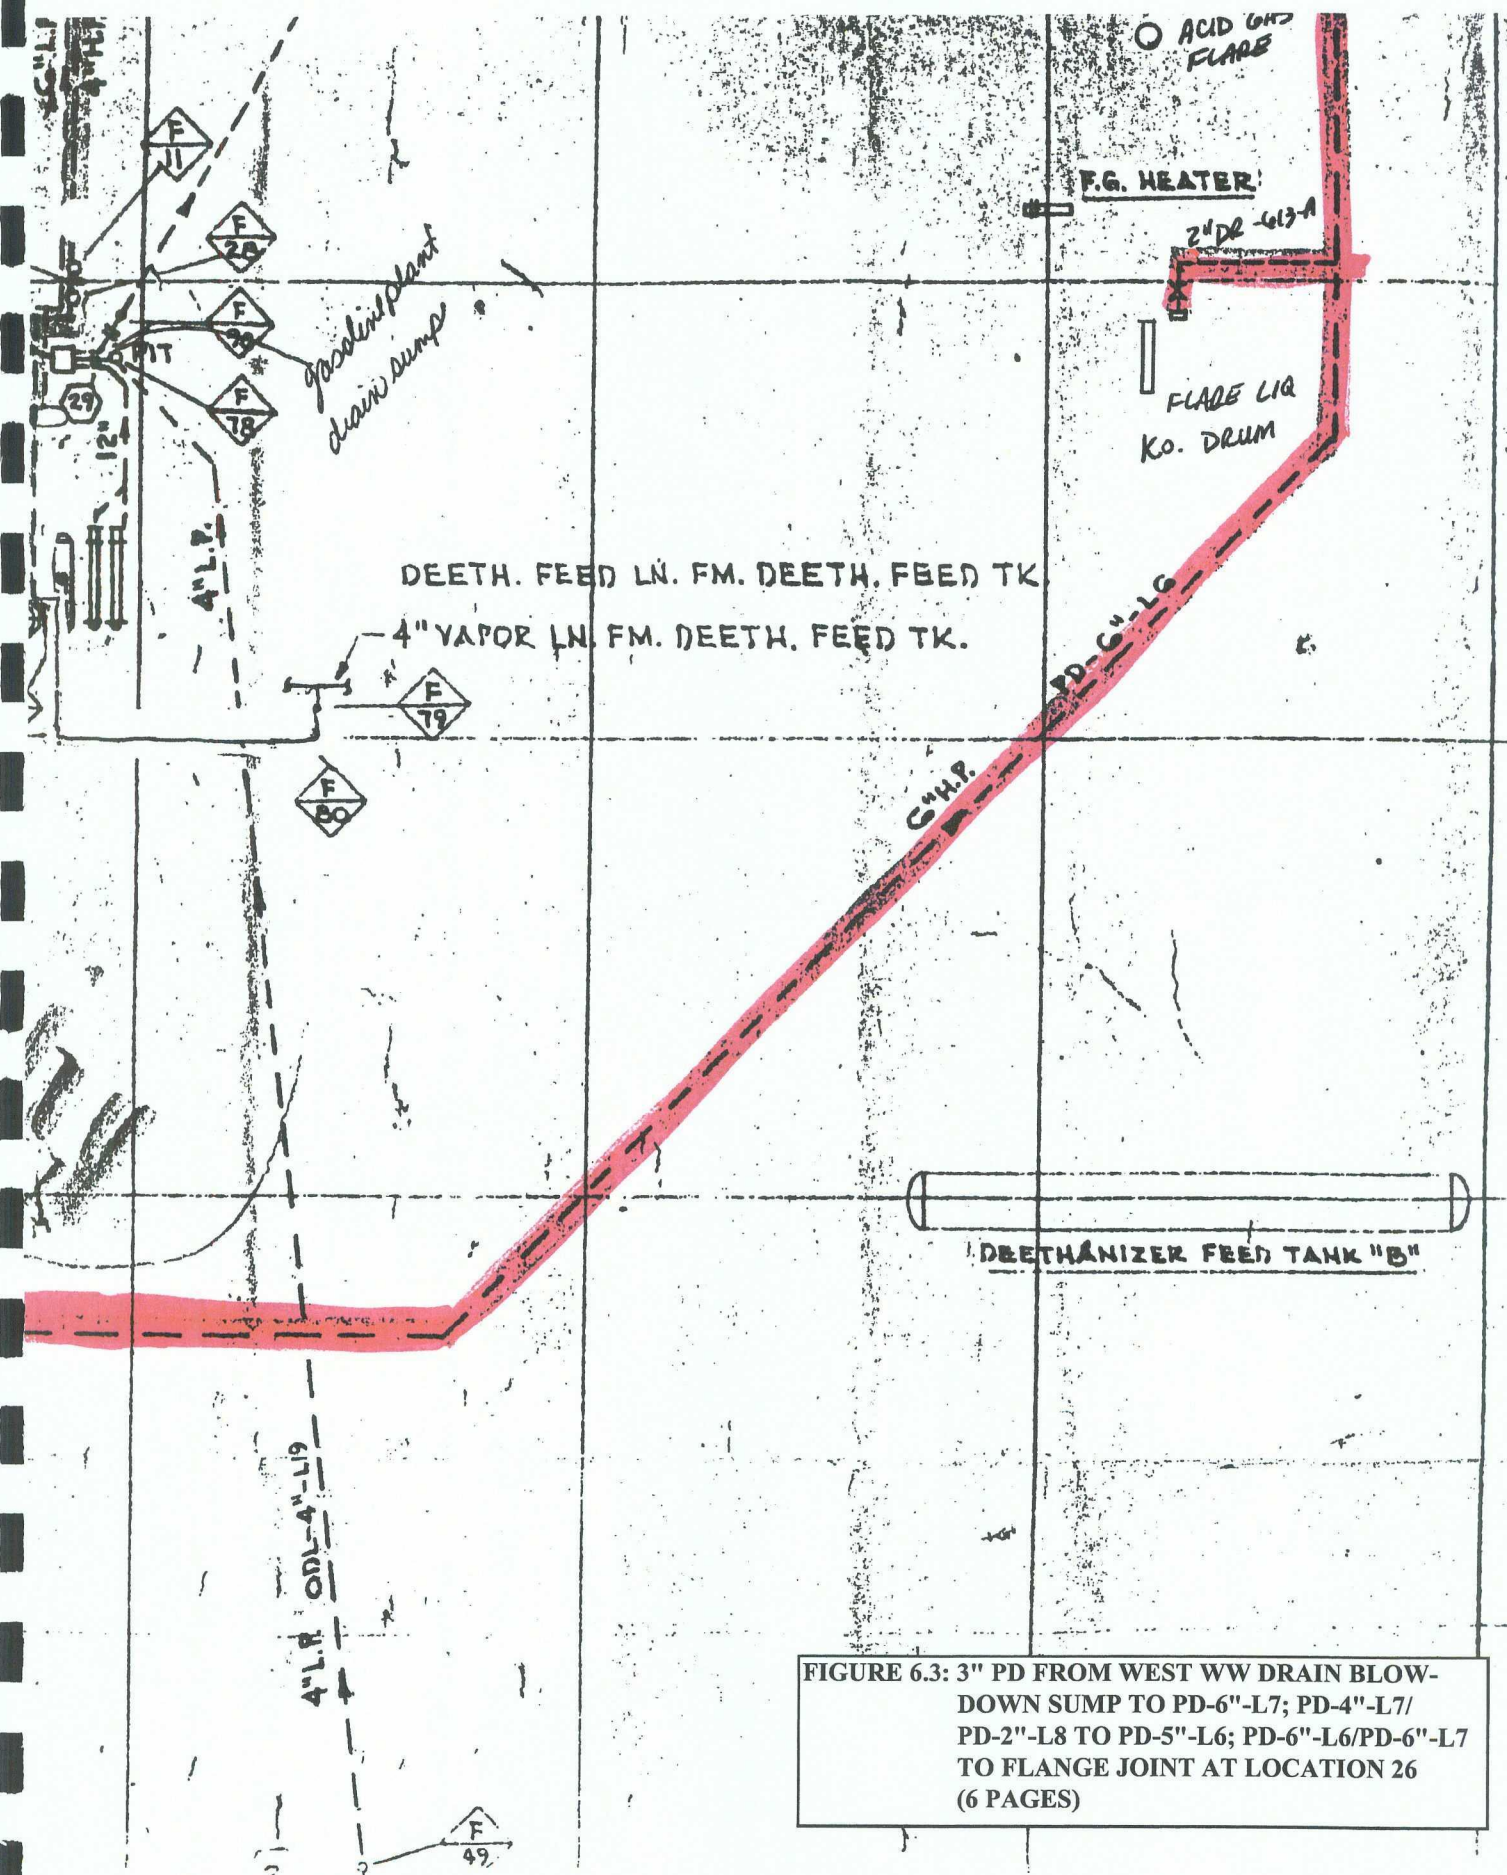 6" L.P.
4" H.P.
ACID GAS
FLARE
F
11
F.G. HEATER
2" DR -613-A
F
28
gasoline plant
drain sump
F
90
PIT
29
F
78
12"
FLARE LIQ
K.O. DRUM
4" L.P.
DEETH. FEED LN. FM. DEETH. FEED TK
4" VAPOR LN. FM. DEETH. FEED TK.
PD-6"-L6
F
79
6" H.P.
F
80
DEETHANIZER FEED TANK "B"
4" L.P. ODL-4"-L19
FIGURE 6.3: 3" PD FROM WEST WW DRAIN BLOW-
DOWN SUMP TO PD-6"-L7; PD-4"-L7/
PD-2"-L8 TO PD-5"-L6; PD-6"-L6/PD-6"-L7
TO FLANGE JOINT AT LOCATION 26
(6 PAGES)
F
49